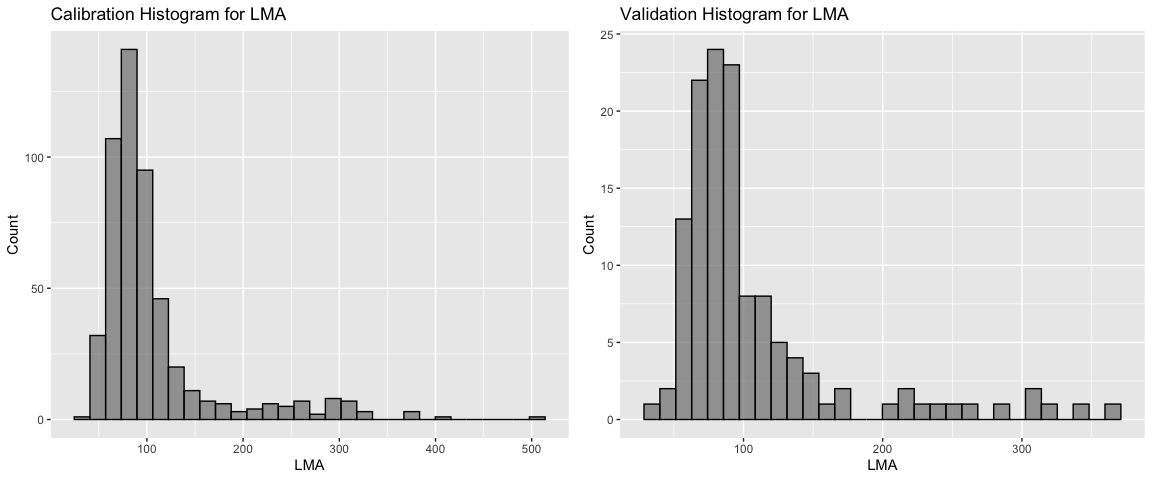 Calibration Histogram for LMA
100
50
0
Count
100 200 300 400 500
LMA
Validation Histogram for LMA
25
20
15
10
5
0
Count
100 200 300
LMA